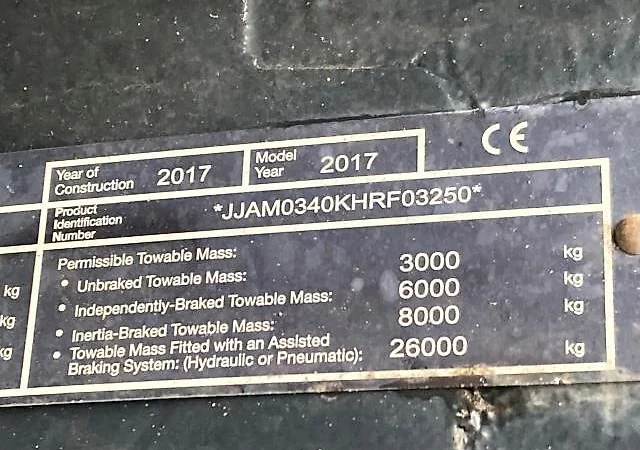 CE
Year of Construction 2017 Model Year 2017
Product Identification Number *JJAM0340KHRF03250*
Permissible Towable Mass:
• Unbraked Towable Mass: 3000 kg
• Independently-Braked Towable Mass: 6000 kg
• Inertia-Braked Towable Mass: 8000 kg
• Towable Mass Fitted with an Assisted
Braking System: (Hydraulic or Pneumatic): 26000 kg
kg
kg
kg